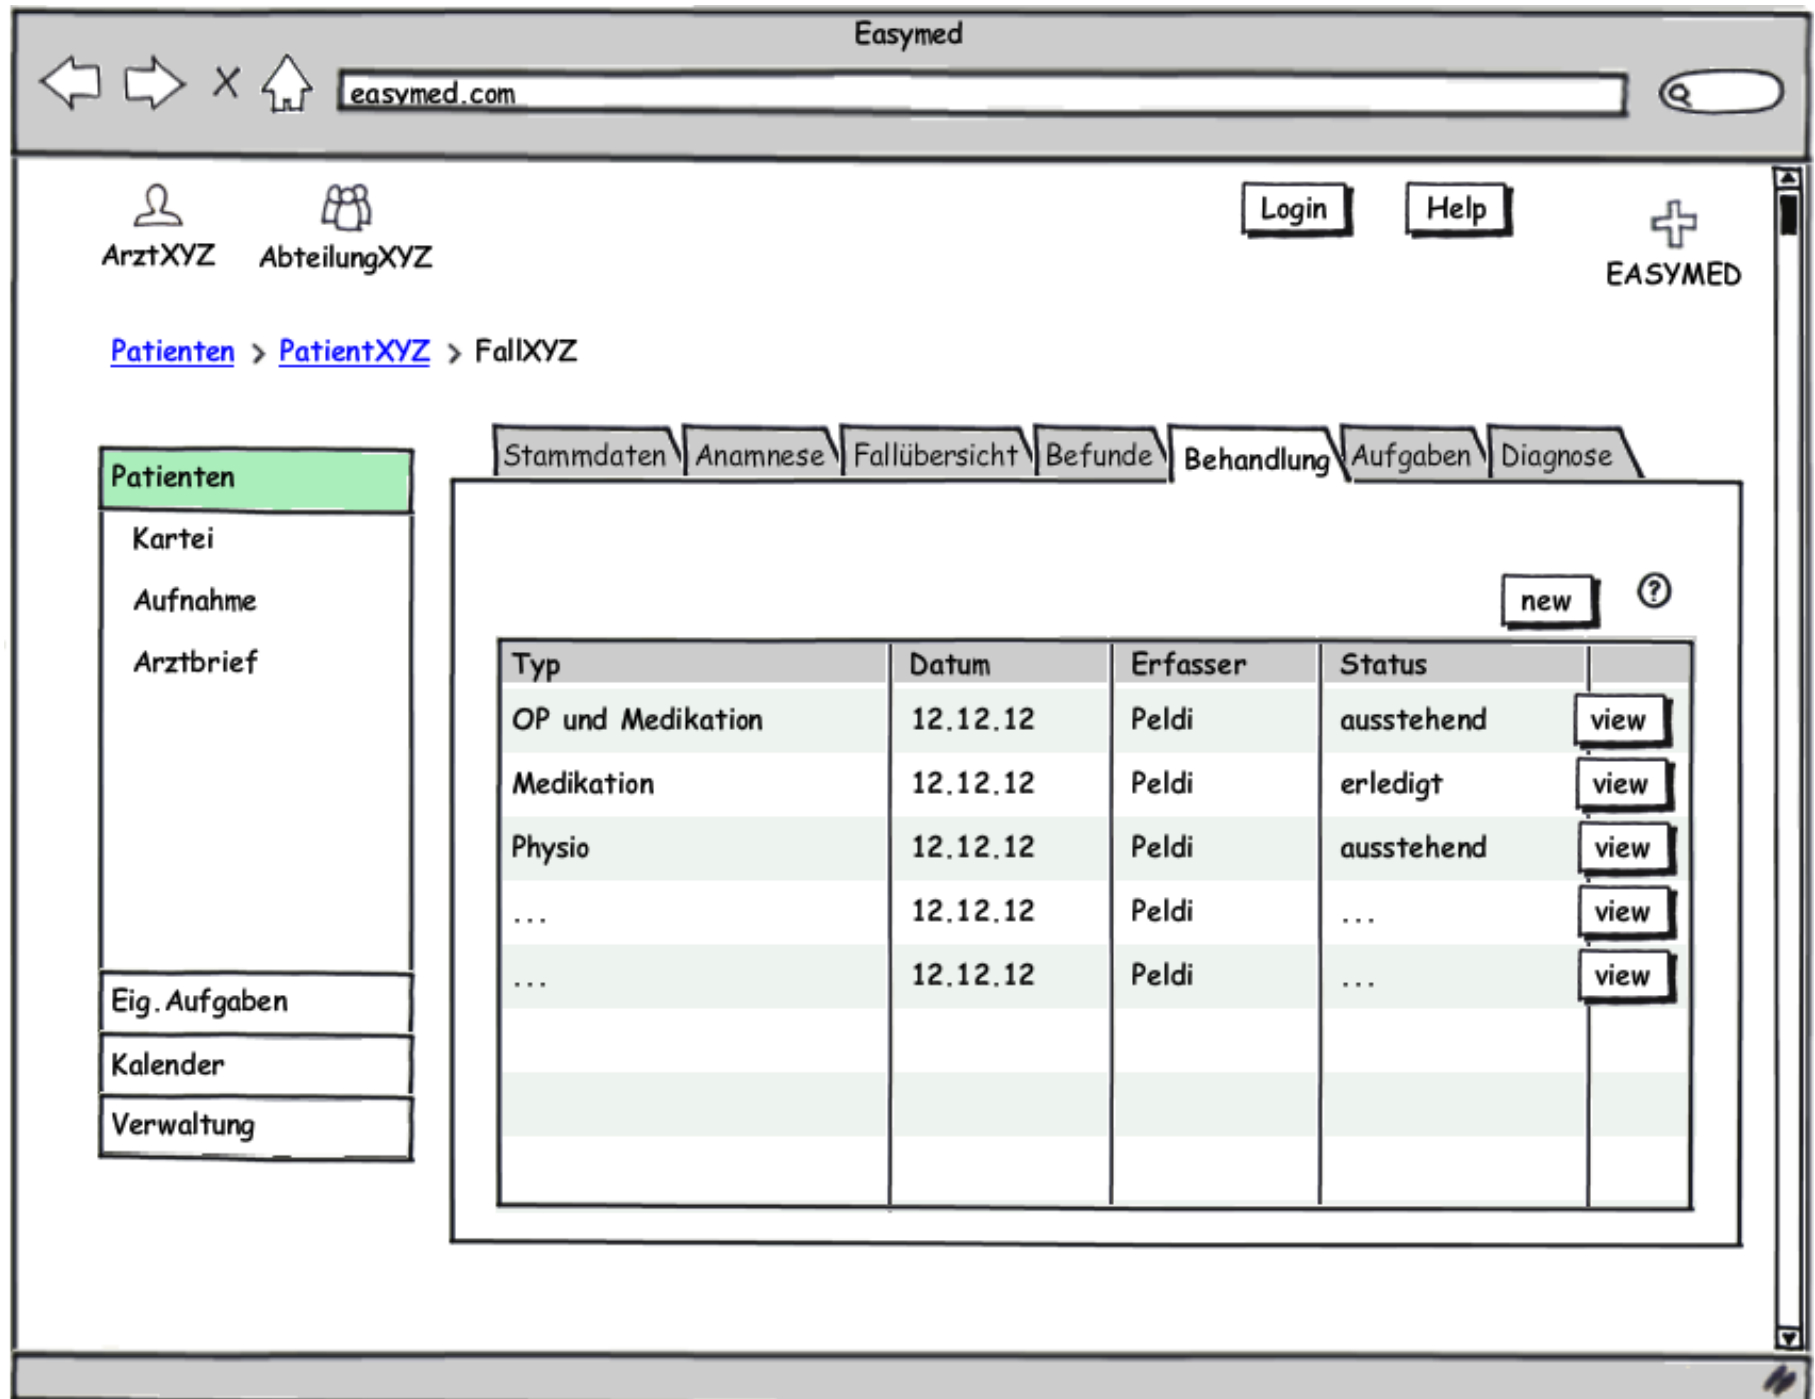 Easymed
easymed.com
Login Help
ArztXYZ AbteilungXYZ
EASYMED
Patienten > PatientXYZ > FallXYZ
Stammdaten Anamnese Fallübersicht Befunde Behandlung Aufgaben Diagnose
Patienten
Kartei
Aufnahme
Arztbrief
Eig.Aufgaben
Kalender
Verwaltung
new ?
Typ Datum Erfasser Status
OP und Medikation 12.12.12 Peldi ausstehend view
Medikation 12.12.12 Peldi erledigt view
Physio 12.12.12 Peldi ausstehend view
... 12.12.12 Peldi ... view
... 12.12.12 Peldi ... view